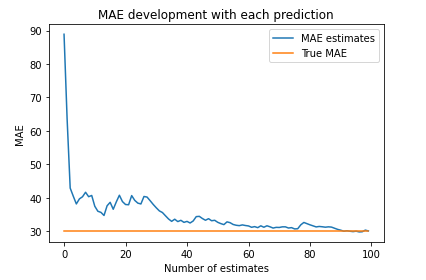 MAE development with each prediction
MAE estimates
True MAE
90
80
70
60
50
40
30
MAE
0
20
40
60
80
100
Number of estimates